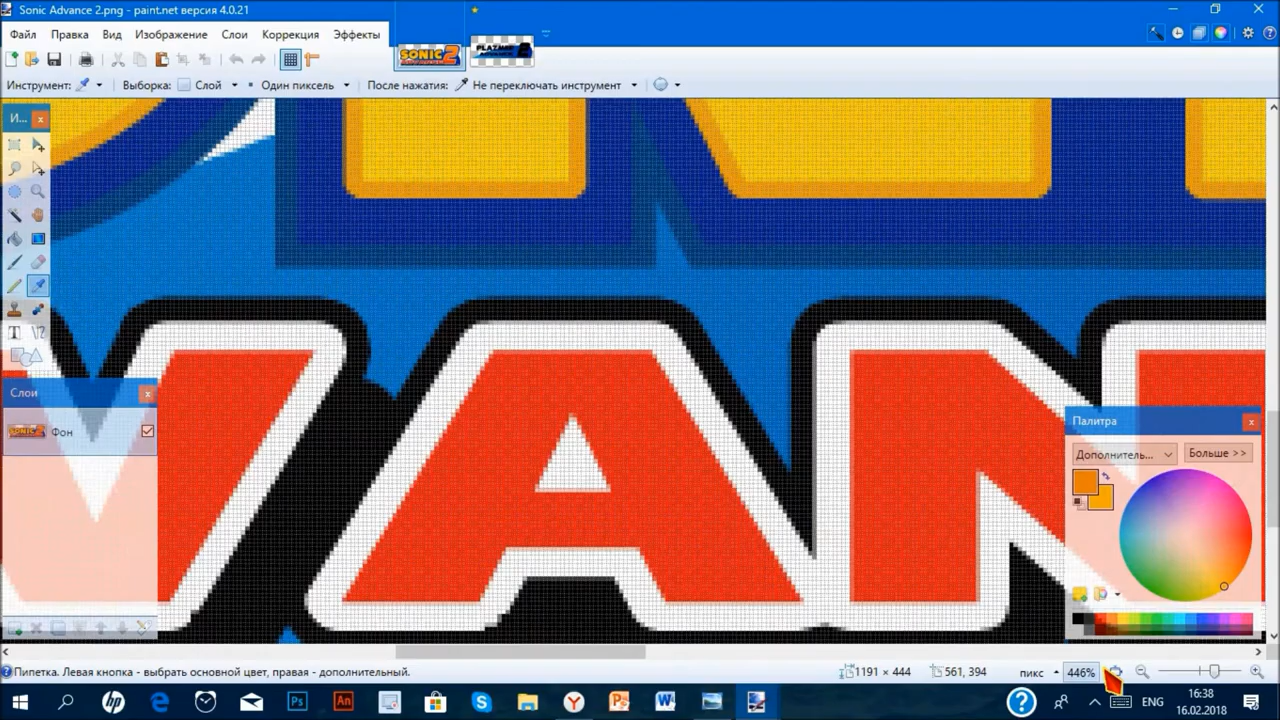 Sonic Advance 2.png - paint.net версия 4.0.21
Файл Правка Вид Изображение Слои Коррекция Эффекты
Инструмент: Выборка: Слой Один пиксель После нажатия: Не переключать инструмент
И...
VAN
Слои
Фон
Палитра
Дополнитель... Больше >>
Пипетка. Левая кнопка - выбрать основной цвет, правая - дополнительный. 1191 × 444 561, 394 пикс 446%
ENG
16:38
16.02.2018